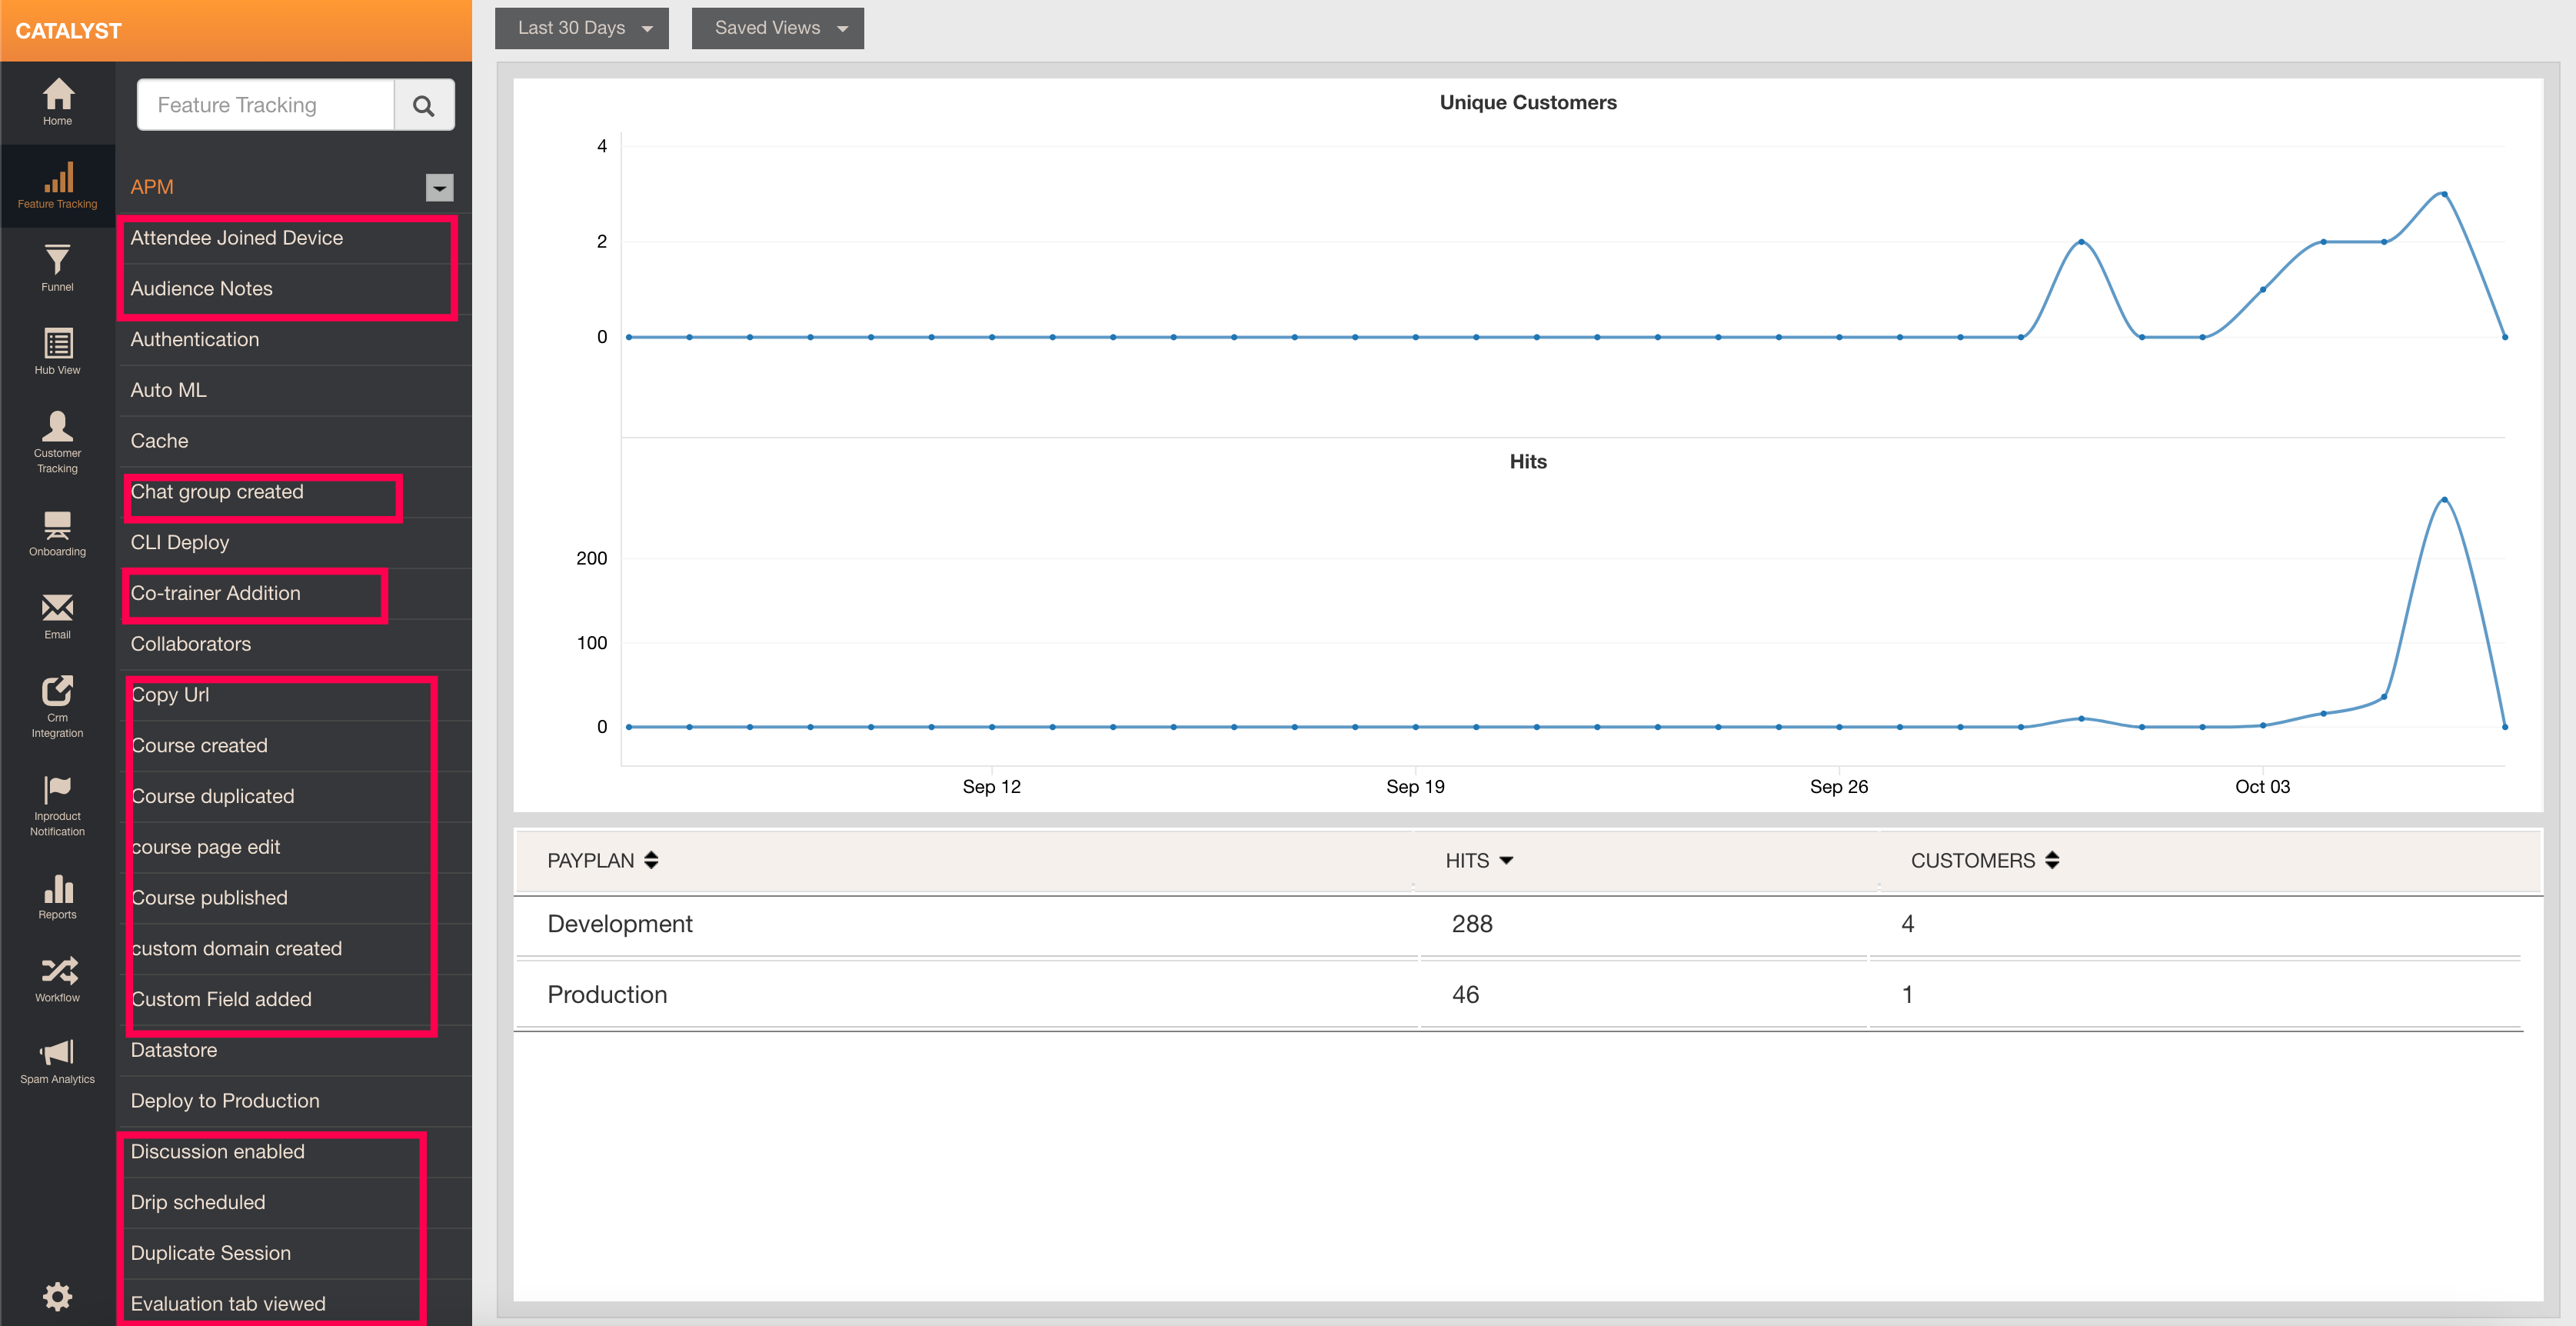 CATALYST
Last 30 Days
Saved Views
Home
Feature Tracking
Funnel
Hub View
Customer
Tracking
Onboarding
Email
Crm
Integration
Inproduct
Notification
Reports
Workflow
Spam Analytics
Feature Tracking
APM
Attendee Joined Device
Audience Notes
Authentication
Auto ML
Cache
Chat group created
CLI Deploy
Co-trainer Addition
Collaborators
Copy Url
Course created
Course duplicated
course page edit
Course published
custom domain created
Custom Field added
Datastore
Deploy to Production
Discussion enabled
Drip scheduled
Duplicate Session
Evaluation tab viewed
Unique Customers
4
2
0
Hits
200
100
0
Sep 12 Sep 19 Sep 26 Oct 03
PAYPLAN HITS CUSTOMERS
Development 288 4
Production 46 1